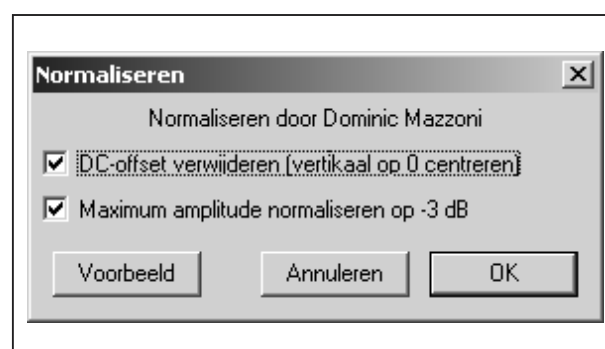 Normaliseren
Normaliseren door Dominic Mazzoni
DC-offset verwijderen (vertikaal op 0 centreren)
Maximum amplitude normaliseren op -3 dB
Voorbeeld Annuleren OK